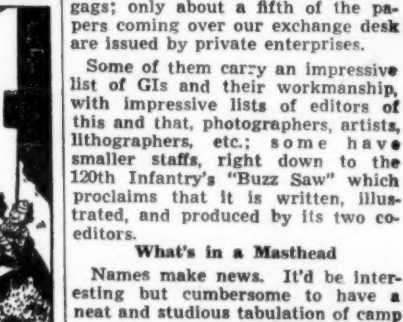 gags; only about a fifth of the pa-
pers coming over our exchange desk
are issued by private enterprises.
Some of them carry an impressive
list of GIs and their workmanship,
with impressive lists of editors of
this and that, photographers, artists,
lithographers, etc.; some have
smaller staffs, right down to the
120th Infantry's "Buzz Saw" which
proclaims that it is written, illus-
trated, and produced by its two co-
editors.
What's in a Masthead
Names make news. It'd be inter-
esting but cumbersome to have a
neat and studious tabulation of camp